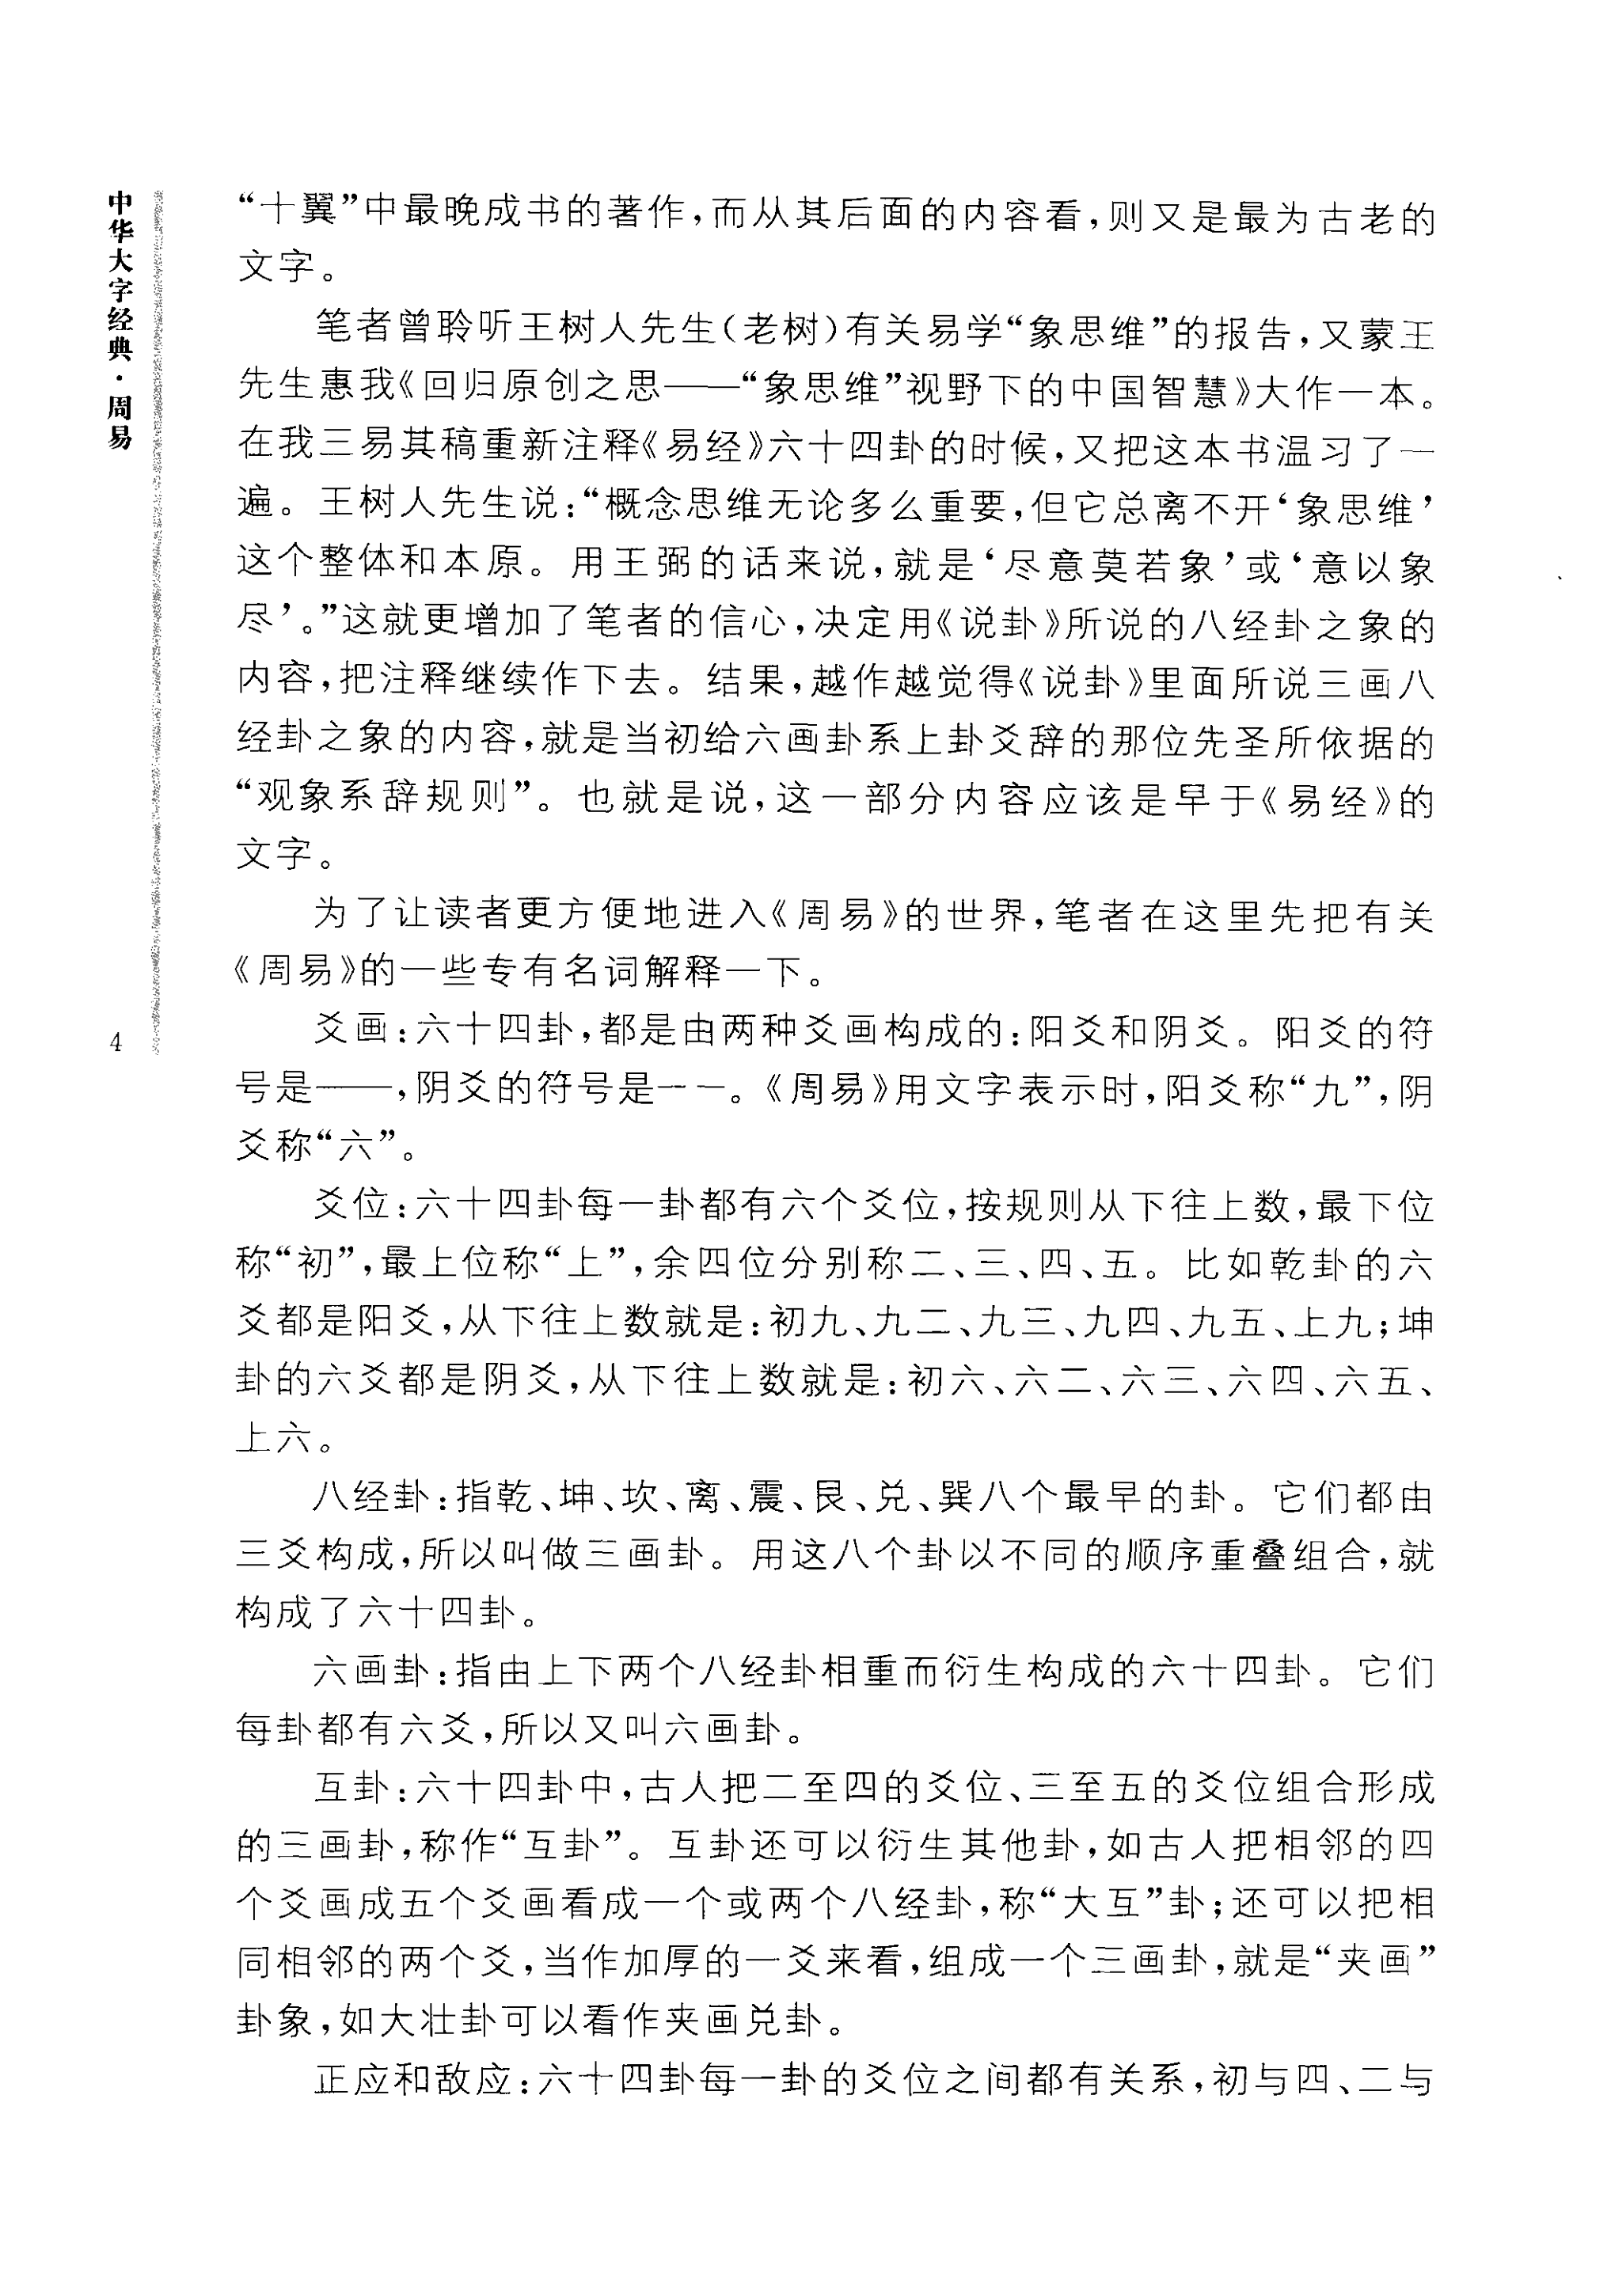 中华大字经典·周易
4
“十翼”中最晚成书的著作,而从其后面的内容看,则又是最为古老的
文字。
笔者曾聆听王树人先生(老树)有关易学“象思维”的报告,又蒙王
先生惠我《回归原创之思——“象思维”视野下的中国智慧》大作一本。
在我三易其稿重新注释《易经》六十四卦的时候,又把这本书温习了一
遍。王树人先生说:“概念思维无论多么重要,但它总离不开‘象思维’
这个整体和本原。用王弼的话来说,就是‘尽意莫若象’或‘意以象
尽’。”这就更增加了笔者的信心,决定用《说卦》所说的八经卦之象的
内容,把注释继续作下去。结果,越作越觉得《说卦》里面所说三画八
经卦之象的内容,就是当初给六画卦系上卦爻辞的那位先圣所依据的
“观象系辞规则”。也就是说,这一部分内容应该是早于《易经》的
文字。
为了让读者更方便地进入《周易》的世界,笔者在这里先把有关
《周易》的一些专有名词解释一下。
爻画:六十四卦,都是由两种爻画构成的:阳爻和阴爻。阳爻的符
号是——,阴爻的符号是- -。《周易》用文字表示时,阳爻称“九”,阴
爻称“六”。
爻位:六十四卦每一卦都有六个爻位,按规则从下往上数,最下位
称“初”,最上位称“上”,余四位分别称二、三、四、五。比如乾卦的六
爻都是阳爻,从下往上数就是:初九、九二、九三、九四、九五、上九;坤
卦的六爻都是阴爻,从下往上数就是:初六、六二、六三、六四、六五、
上六。
八经卦:指乾、坤、坎、离、震、艮、兑、巽八个最早的卦。它们都由
三爻构成,所以叫做三画卦。用这八个卦以不同的顺序重叠组合,就
构成了六十四卦。
六画卦:指由上下两个八经卦相重而衍生构成的六十四卦。它们
每卦都有六爻,所以又叫六画卦。
互卦:六十四卦中,古人把二至四的爻位、三至五的爻位组合形成
的三画卦,称作“互卦”。互卦还可以衍生其他卦,如古人把相邻的四
个爻画成五个爻画看成一个或两个八经卦,称“大互”卦;还可以把相
同相邻的两个爻,当作加厚的一爻来看,组成一个三画卦,就是“夹画”
卦象,如大壮卦可以看作夹画兑卦。
正应和敌应:六十四卦每一卦的爻位之间都有关系,初与四、二与